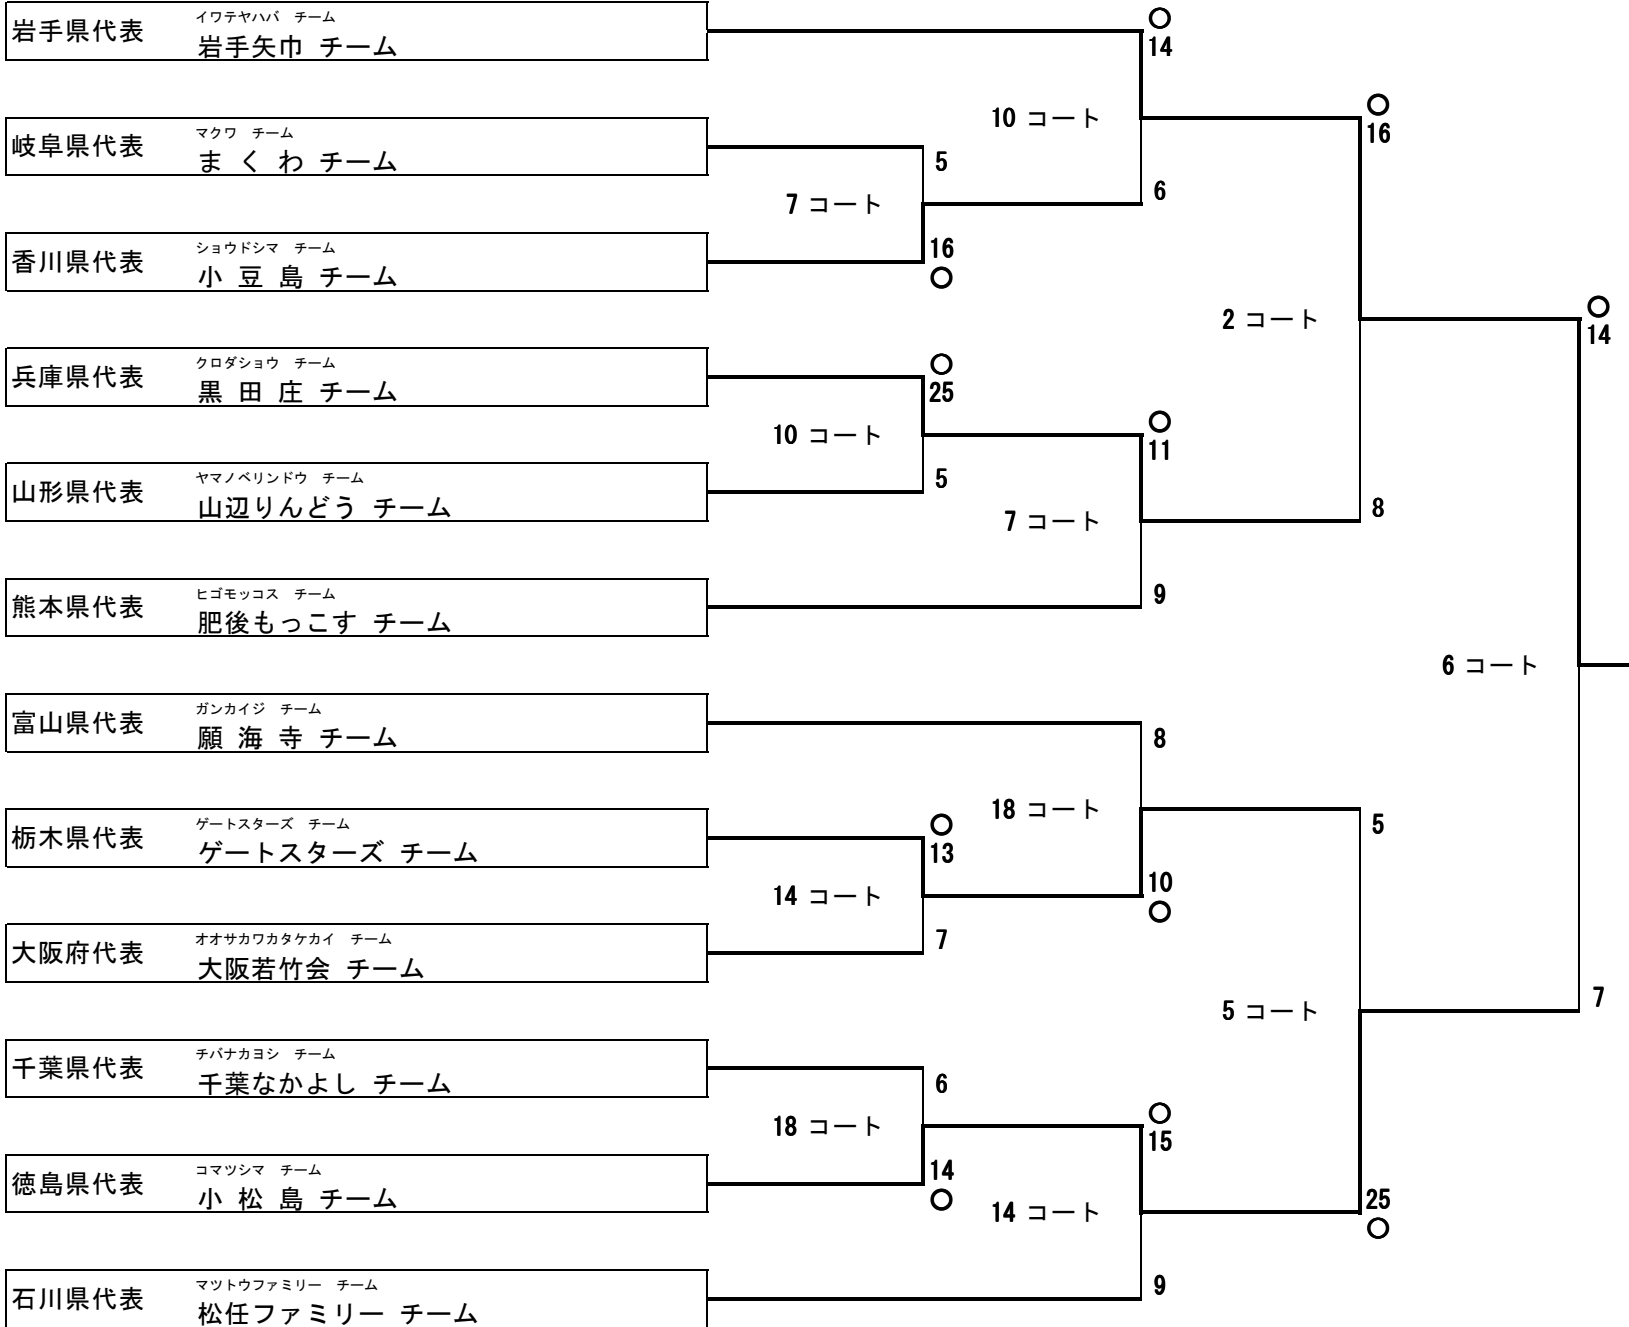 イワテヤハバ チーム
岩手県代表 岩手矢巾 チーム
○
14
10 コート
○
16
マクワ チーム
岐阜県代表 ま く わ チーム
5
7 コート
6
ショウドシマ チーム
香川県代表 小 豆 島 チーム
16
○
2 コート
○
14
クロダショウ チーム
兵庫県代表 黒 田 庄 チーム
○
25
10 コート
○
11
ヤマノベリンドウ チーム
山形県代表 山辺りんどう チーム
5
7 コート
8
ヒゴモッコス チーム
熊本県代表 肥後もっこす チーム
9
6 コート
ガンカイジ チーム
富山県代表 願 海 寺 チーム
8
18 コート
5
ゲートスターズ チーム
栃木県代表 ゲートスターズ チーム
○
13
14 コート
10
○
オオサカワカタケカイ チーム
大阪府代表 大阪若竹会 チーム
7
5 コート
7
チバナカヨシ チーム
千葉県代表 千葉なかよし チーム
6
18 コート
○
15
コマツシマ チーム
徳島県代表 小 松 島 チーム
14
○
14 コート
25
○
マツトウファミリー チーム
石川県代表 松任ファミリー チーム
9